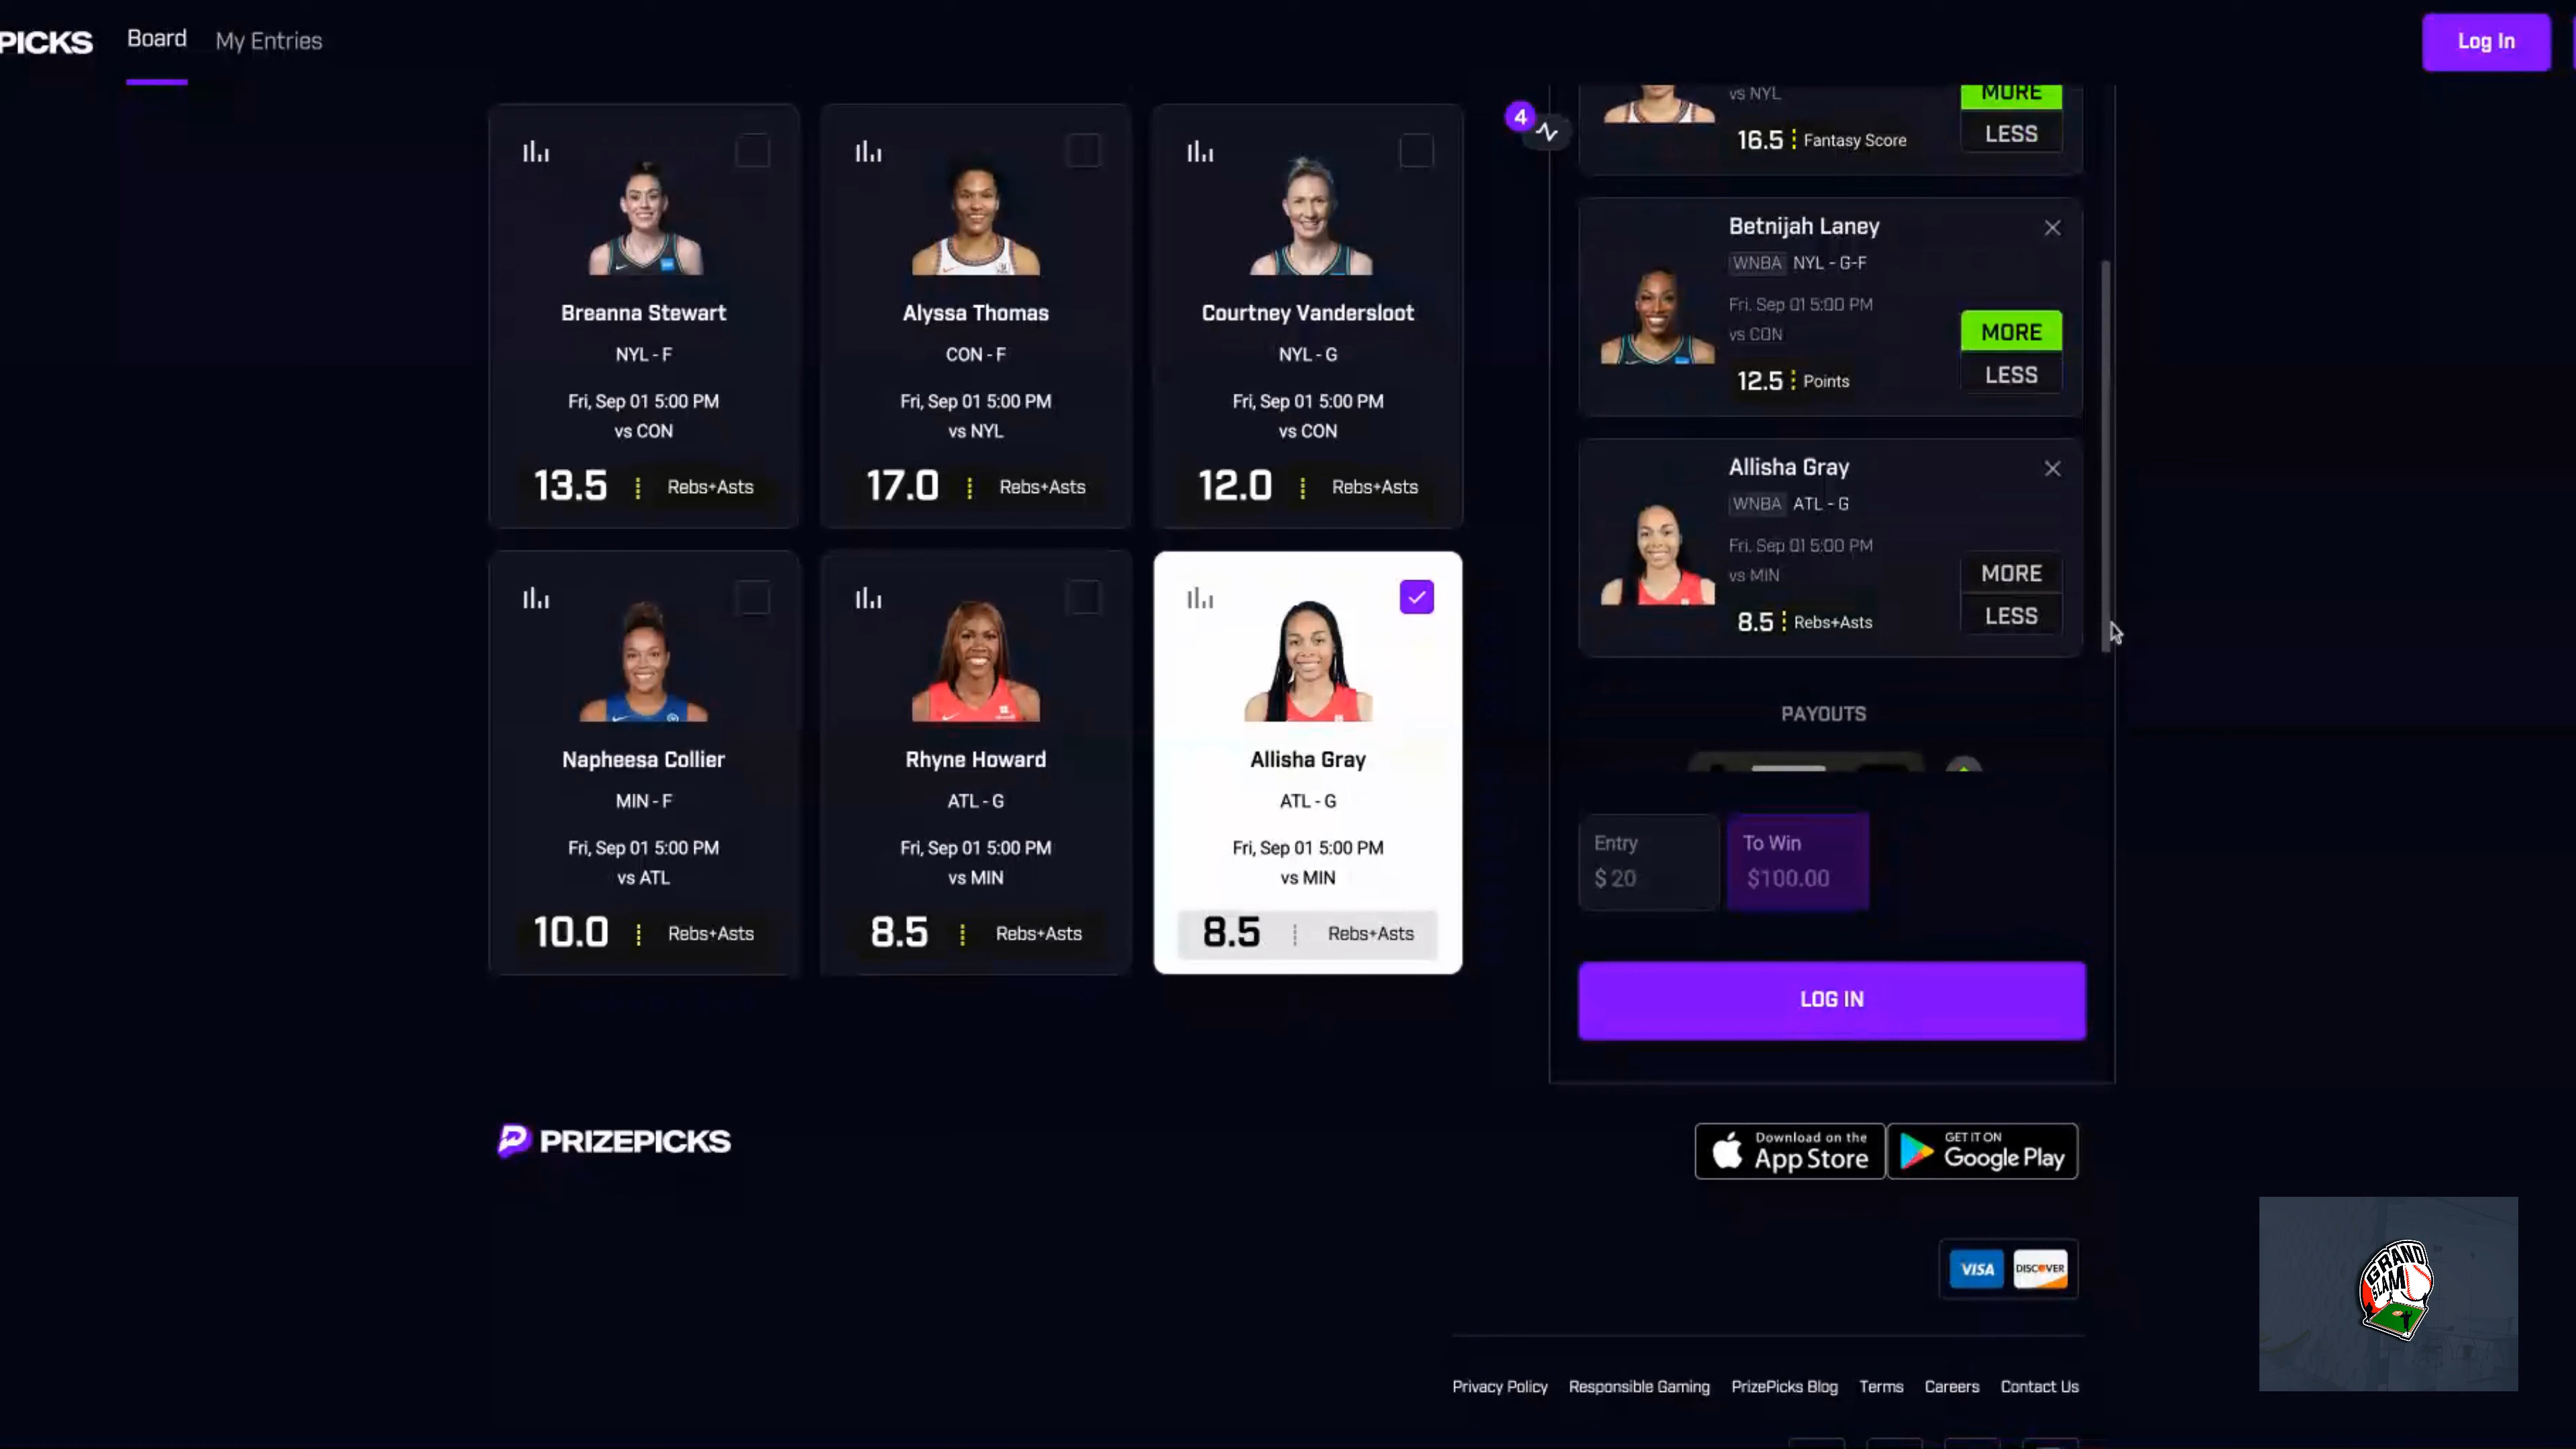 PICKS
Board
My Entries
Log In
Breanna Stewart
NYL - F
Fri, Sep 01 5:00 PM
vs CON
13.5 Rebs+Asts
Alyssa Thomas
CON - F
Fri, Sep 01 5:00 PM
vs NYL
17.0 Rebs+Asts
Courtney Vandersloot
NYL - G
Fri, Sep 01 5:00 PM
vs CON
12.0 Rebs+Asts
Napheesa Collier
MIN - F
Fri, Sep 01 5:00 PM
vs ATL
10.0 Rebs+Asts
Rhyne Howard
ATL - G
Fri, Sep 01 5:00 PM
vs MIN
8.5 Rebs+Asts
Allisha Gray
ATL - G
Fri, Sep 01 5:00 PM
vs MIN
8.5 Rebs+Asts
4
vs NYL
16.5 Fantasy Score
MORE
LESS
Betnijah Laney
WNBA NYL - G-F
Fri, Sep 01 5:00 PM
vs CON
12.5 Points
MORE
LESS
Allisha Gray
WNBA ATL - G
Fri, Sep 01 5:00 PM
vs MIN
8.5 Rebs+Asts
MORE
LESS
PAYOUTS
Entry
$ 20
To Win
$100.00
LOG IN
PRIZEPICKS
Download on the
App Store
GET IT ON
Google Play
VISA
DISCOVER
GRAND
SLAM
Privacy Policy
Responsible Gaming
PrizePicks Blog
Terms
Careers
Contact Us